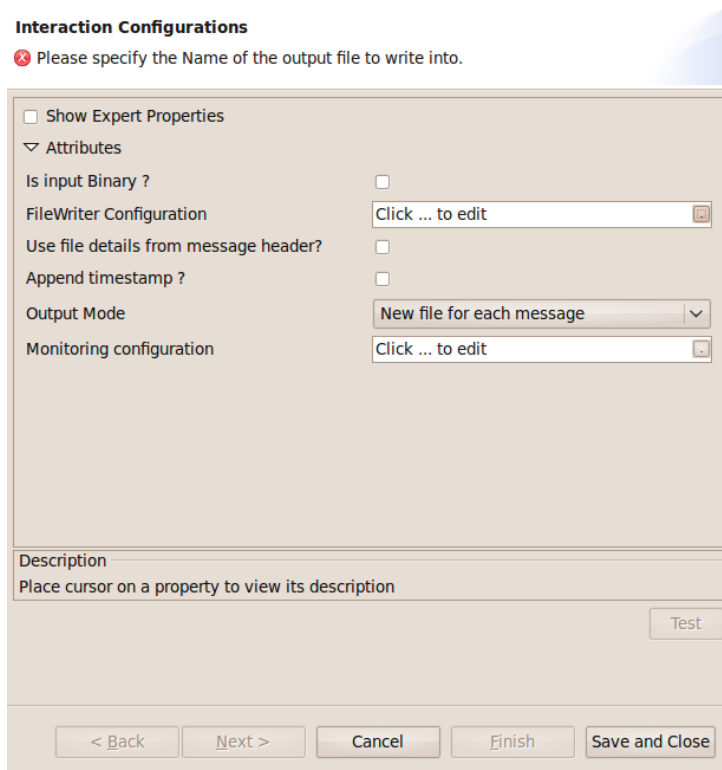 Interaction Configurations
Please specify the Name of the output file to write into.
Show Expert Properties
Attributes
Is input Binary ?
FileWriter Configuration Click ... to edit
Use file details from message header?
Append timestamp ?
Output Mode New file for each message
Monitoring configuration Click ... to edit
Description
Place cursor on a property to view its description
Test
< Back Next > Cancel Finish Save and Close